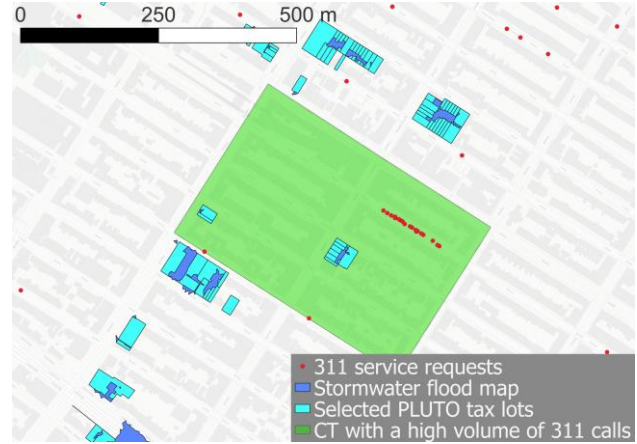 0 250 500 m
311 service requests
Stormwater flood map
Selected PLUTO tax lots
CT with a high volume of 311 calls